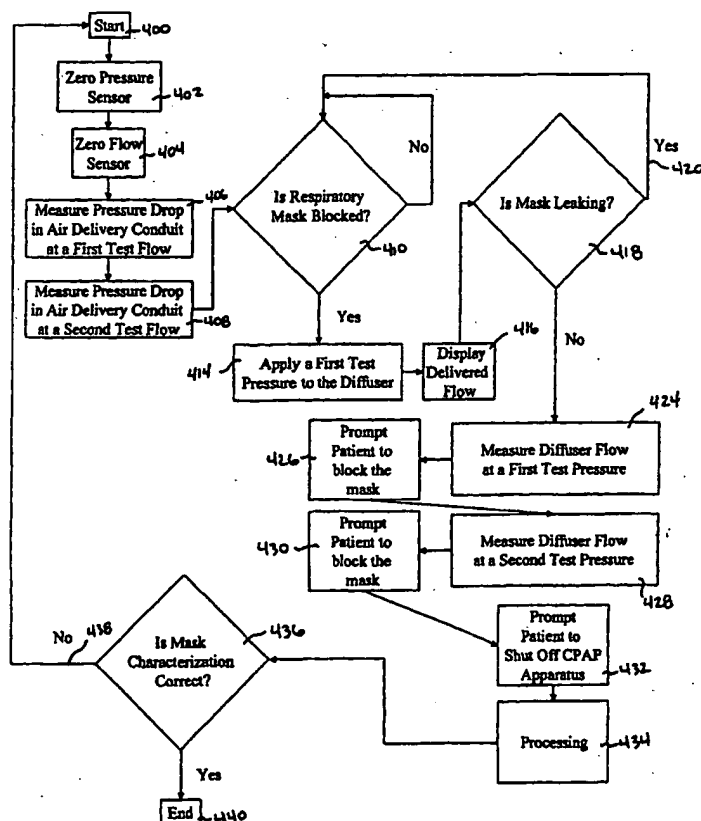 Start
400
Zero Pressure
Sensor
402
Zero Flow
Sensor
404
406
Measure Pressure Drop
in Air Delivery Conduit
at a First Test Flow
Measure Pressure Drop
in Air Delivery Conduit
at a Second Test Flow
408
Is Respiratory
Mask Blocked?
410
No
Yes
414
Apply a First Test
Pressure to the Diffuser
416
Display
Delivered
Flow
Is Mask Leaking?
418
Yes
420
No
424
Measure Diffuser Flow
at a First Test Pressure
426
Prompt
Patient to
block the
mask
Measure Diffuser Flow
at a Second Test Pressure
428
430
Prompt
Patient to
block the
mask
Prompt
Patient to
Shut Off CPAP
Apparatus
432
Processing
434
Is Mask
Characterization
Correct?
436
No
438
Yes
End
440